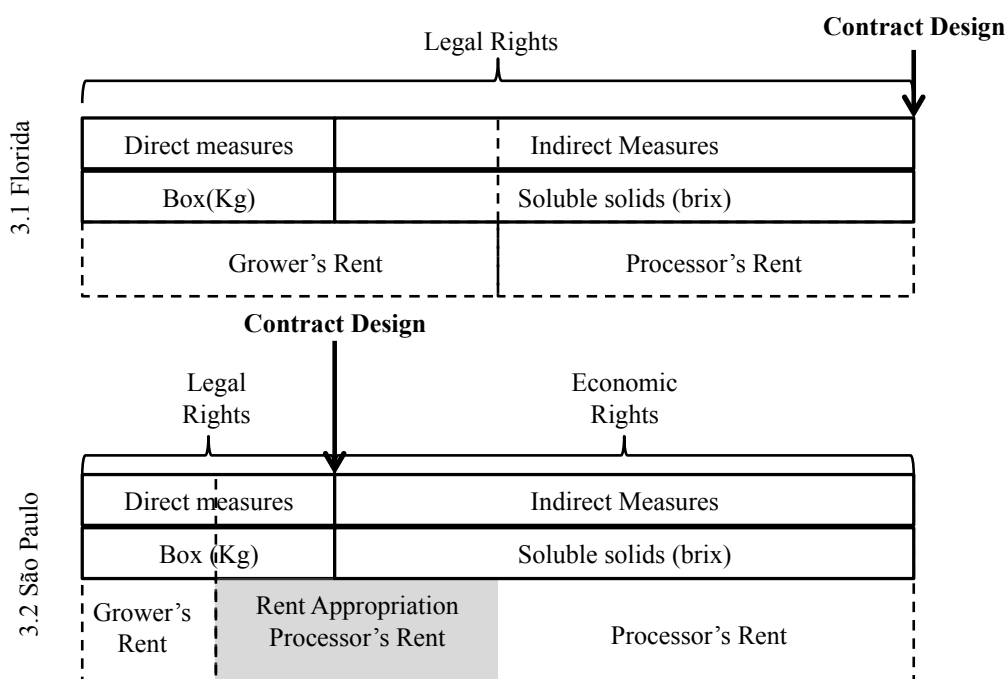 Contract Design
Legal Rights
3.1 Florida
Direct measures
Indirect Measures
Box(Kg)
Soluble solids (brix)
Grower's Rent
Processor's Rent
Contract Design
Legal
Rights
Economic
Rights
3.2 São Paulo
Direct measures
Indirect Measures
Box (Kg)
Soluble solids (brix)
Grower's
Rent
Rent Appropriation
Processor's Rent
Processor's Rent